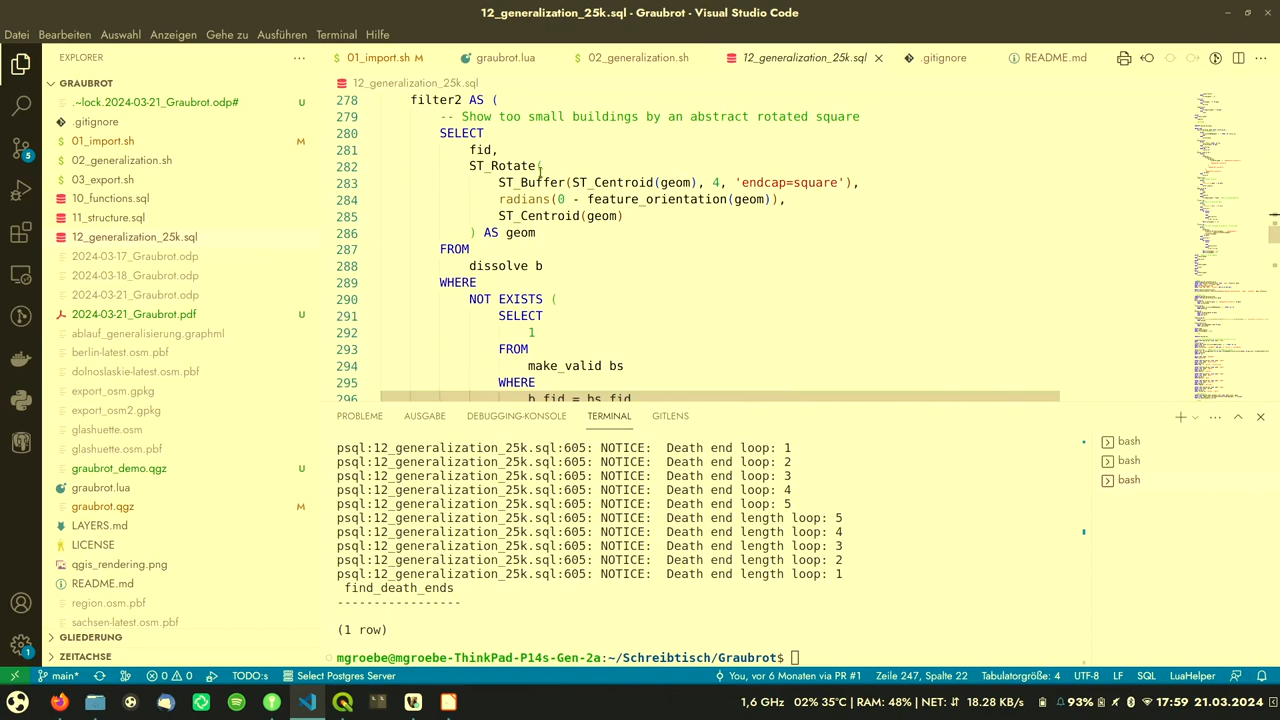 12_generalization_25k.sql - Graubrot - Visual Studio Code
Datei Bearbeiten Auswahl Anzeigen Gehe zu Ausführen Terminal Hilfe
EXPLORER
GRAUBROT
.~lock.2024-03-21_Graubrot.odp# U
.gitignore
01_import.sh M
02_generalization.sh
03_export.sh
10_functions.sql
11_structure.sql
12_generalization_25k.sql
2024-03-17_Graubrot.odp
2024-03-18_Graubrot.odp
2024-03-21_Graubrot.odp
2024-03-21_Graubrot.pdf U
ablauf_generalisierung.graphml
berlin-latest.osm.pbf
dolnoslaskie-latest.osm.pbf
export_osm.gpkg
export_osm2.gpkg
glashuette.osm
glashuette.osm.pbf
graubrot_demo.qgz U
graubrot.lua
graubrot.qgz M
LAYERS.md
LICENSE
qgis_rendering.png
README.md
region.osm.pbf
sachsen-latest.osm.pbf
GLIEDERUNG
ZEITACHSE
01_import.sh M graubrot.lua 02_generalization.sh 12_generalization_25k.sql .gitignore README.md
12_generalization_25k.sql
278 filter2 AS (
279 -- Show too small buildings by an abstract rotated square
280 SELECT
281 fid,
282 ST_Rotate(
283 ST_Buffer(ST_Centroid(geom), 4, 'endcap=square'),
284 radians(0 - feature_orientation(geom)),
285 ST_Centroid(geom)
286 ) AS geom
287 FROM
288 dissolve b
289 WHERE
290 NOT EXISTS (
291 SELECT
292 1
293 FROM
294 make_valid bs
295 WHERE
296 b.fid = bs.fid
PROBLEME AUSGABE DEBUGGING-KONSOLE TERMINAL GITLENS
psql:12_generalization_25k.sql:605: NOTICE: Death end loop: 1
psql:12_generalization_25k.sql:605: NOTICE: Death end loop: 2
psql:12_generalization_25k.sql:605: NOTICE: Death end loop: 3
psql:12_generalization_25k.sql:605: NOTICE: Death end loop: 4
psql:12_generalization_25k.sql:605: NOTICE: Death end loop: 5
psql:12_generalization_25k.sql:605: NOTICE: Death end length loop: 5
psql:12_generalization_25k.sql:605: NOTICE: Death end length loop: 4
psql:12_generalization_25k.sql:605: NOTICE: Death end length loop: 3
psql:12_generalization_25k.sql:605: NOTICE: Death end length loop: 2
psql:12_generalization_25k.sql:605: NOTICE: Death end length loop: 1
find_death_ends
-----------------
(1 row)
mgroebe@mgroebe-ThinkPad-P14s-Gen-2a:~/Schreibtisch/Graubrot$
bash
bash
bash
5
1
main* 0 0 TODO:s Select Postgres Server You, vor 6 Monaten via PR #1 Zeile 247, Spalte 22 Tabulatorgröße: 4 UTF-8 LF SQL LuaHelper
1,6 GHz 02% 35°C | RAM: 48% | NET: 18.28 KB/s 93% 17:59 21.03.2024